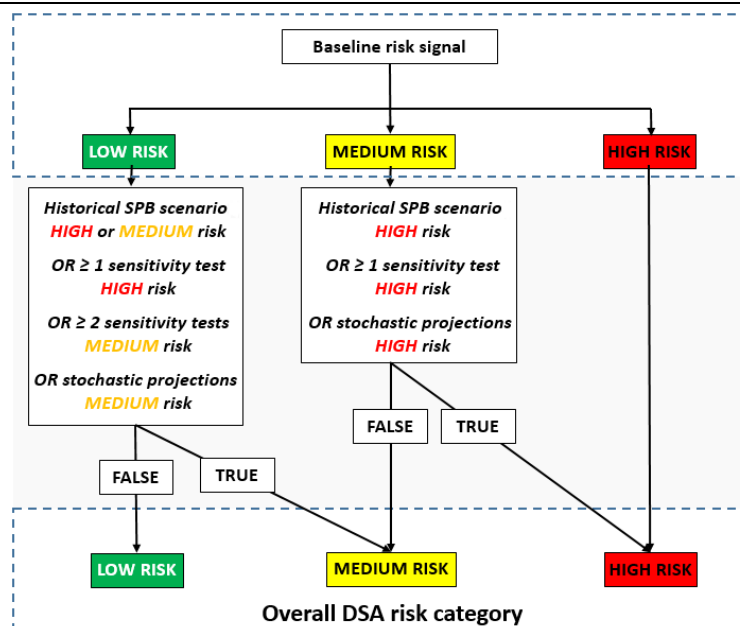 Baseline risk signal
LOW RISK
MEDIUM RISK
HIGH RISK
Historical SPB scenario
HIGH or MEDIUM risk
OR ≥ 1 sensitivity test
HIGH risk
OR ≥ 2 sensitivity tests
MEDIUM risk
OR stochastic projections
MEDIUM risk
Historical SPB scenario
HIGH risk
OR ≥ 1 sensitivity test
HIGH risk
OR stochastic projections
HIGH risk
FALSE
TRUE
FALSE
TRUE
LOW RISK
MEDIUM RISK
HIGH RISK
Overall DSA risk category